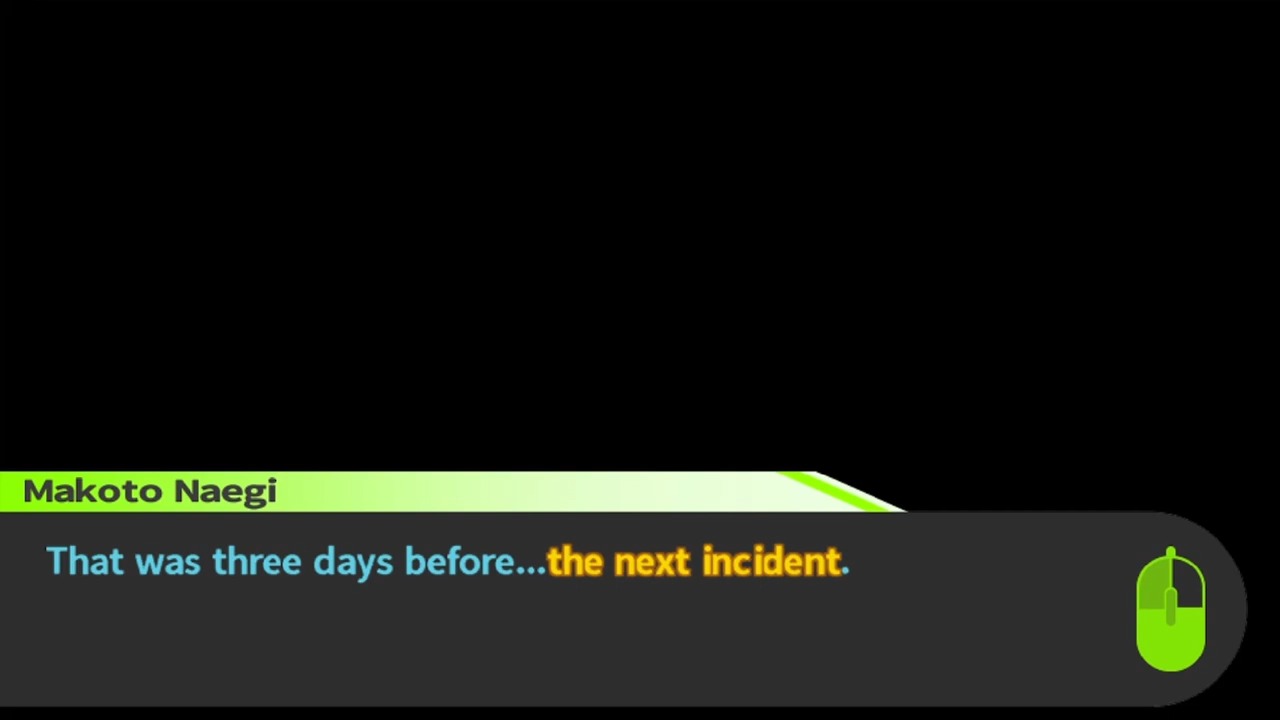 Makoto Naegi
That was three days before...the next incident.